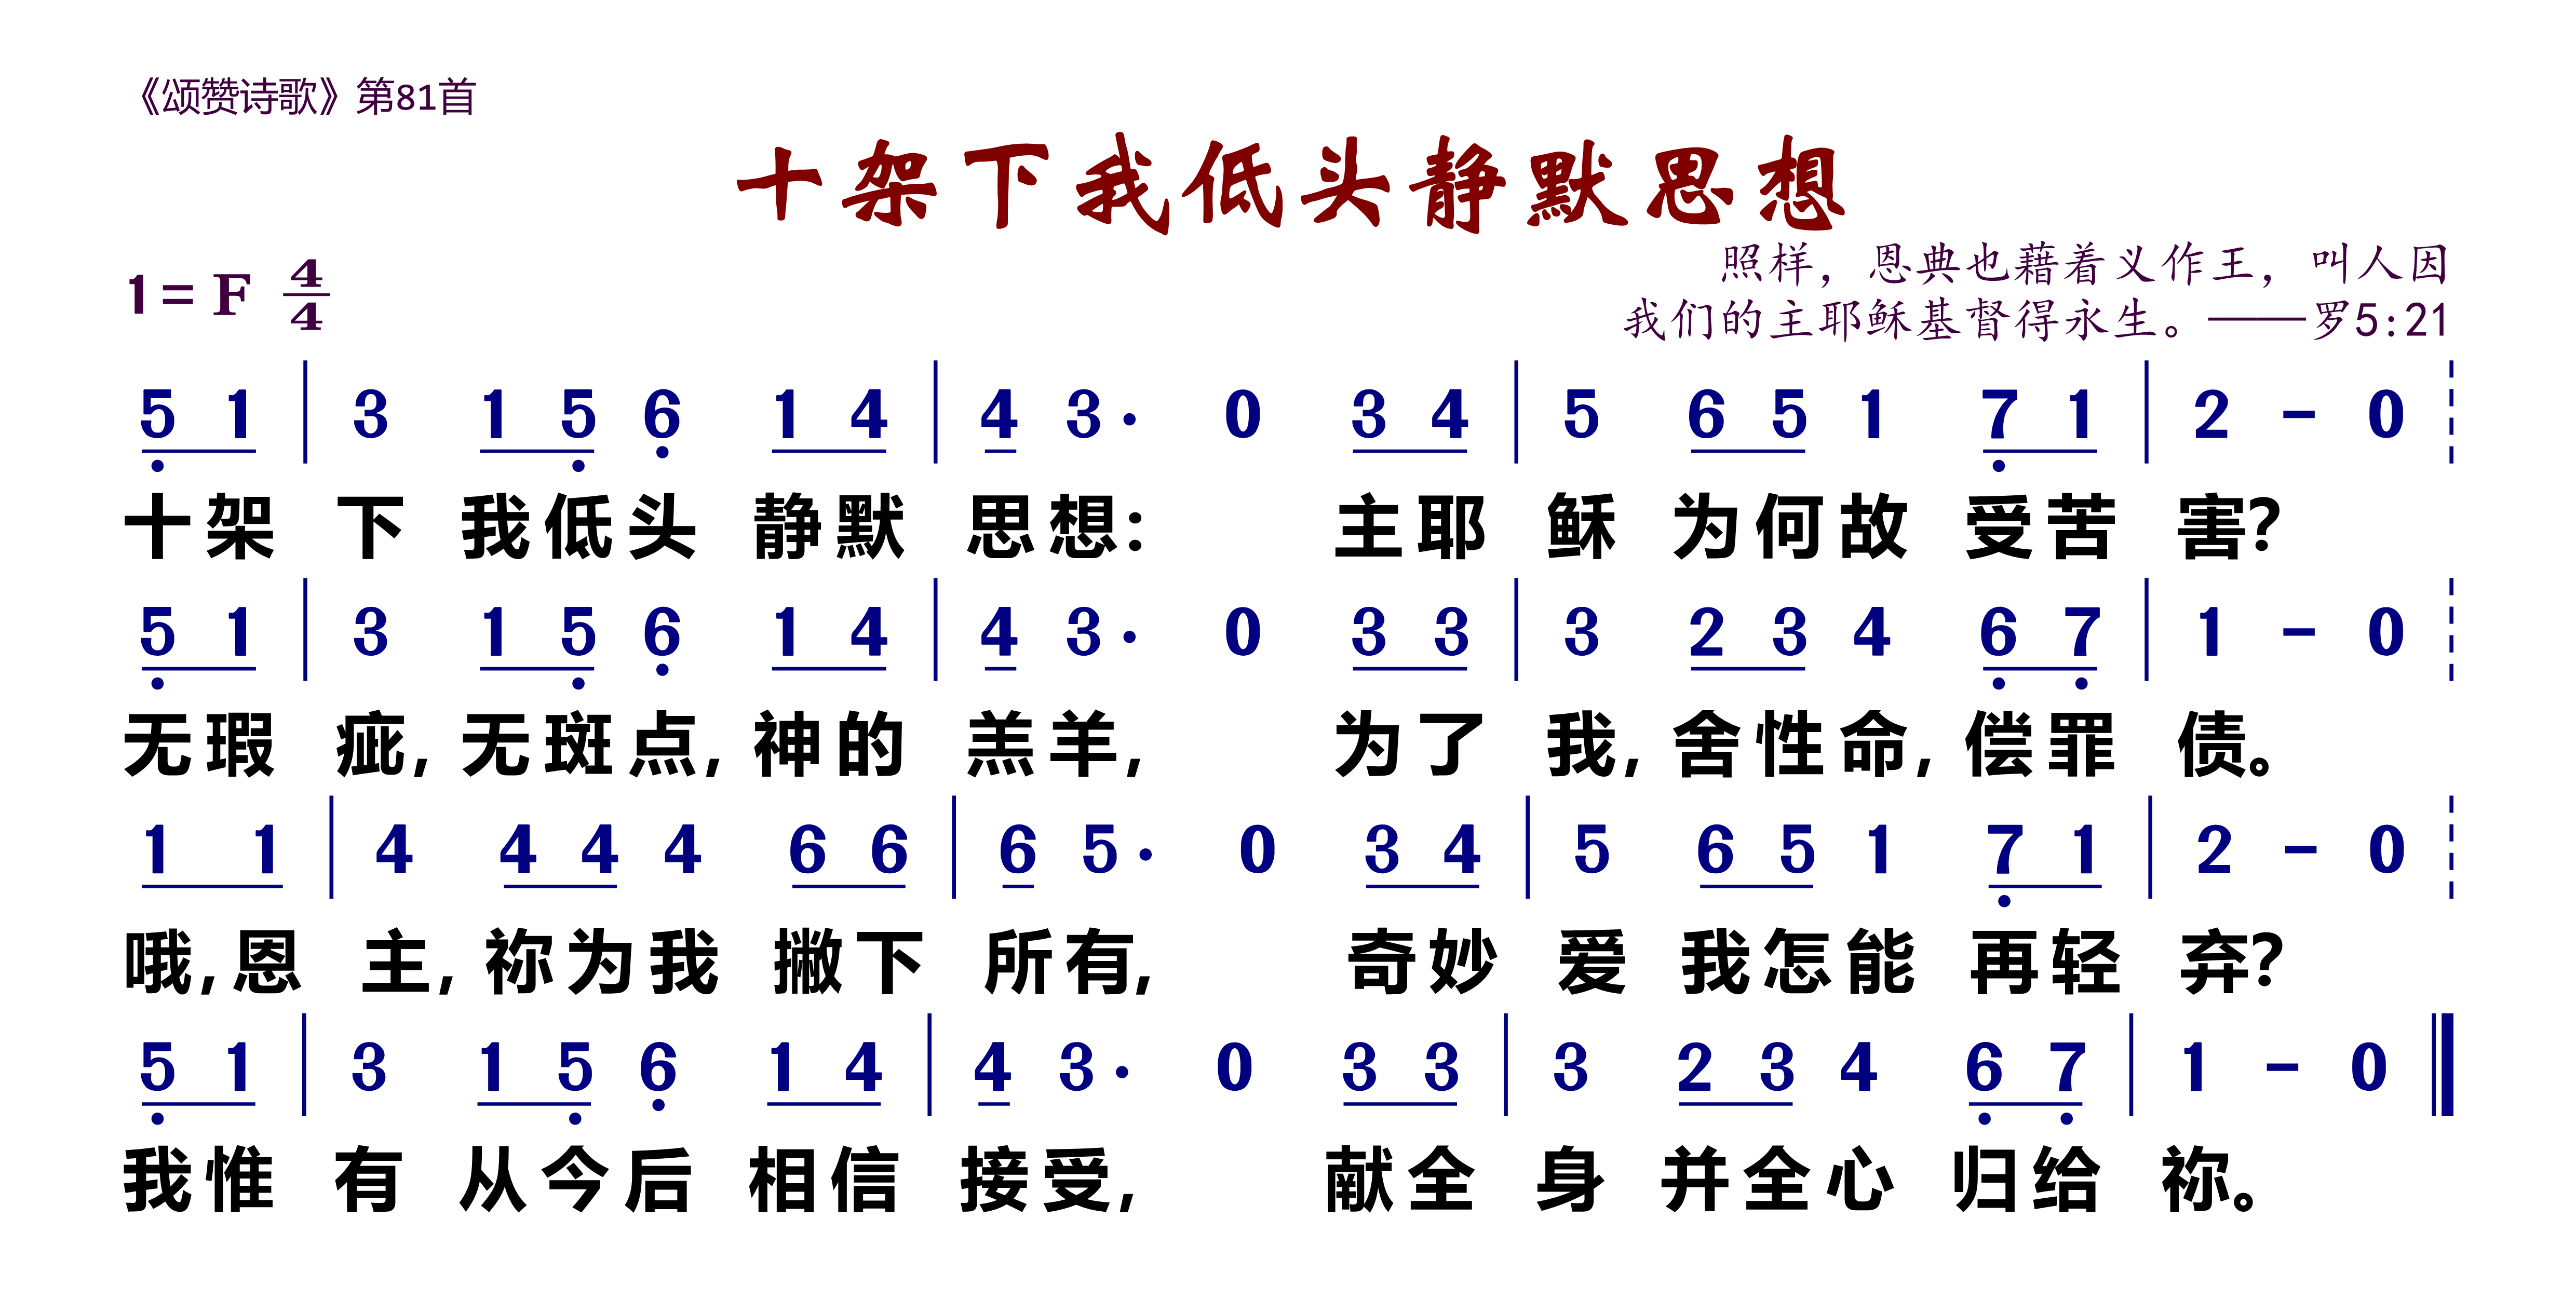 《颂赞诗歌》第81首
十架下我低头静默思想
照样，恩典也藉着义作王，叫人因
1= F 4/4
我们的主耶稣基督得永生。——罗5:21
5 1 | 3 1 5 6 1 4 | 4 3· 0 3 4 | 5 6 5 1 7 1 | 2 - 0
十架 下 我低头 静默 思想： 主耶 稣 为何故 受苦 害？
5 1 | 3 1 5 6 1 4 | 4 3· 0 3 3 | 3 2 3 4 6 7 | 1 - 0
无瑕 疵，无斑点，神的 羔羊， 为了 我，舍性命，偿罪 债。
1 1 | 4 4 4 4 6 6 | 6 5· 0 3 4 | 5 6 5 1 7 1 | 2 - 0
哦，恩 主，祢为我 撇下 所有， 奇妙 爱 我怎能 再轻 弃？
5 1 | 3 1 5 6 1 4 | 4 3· 0 3 3 | 3 2 3 4 6 7 | 1 - 0
我惟 有 从今后 相信 接受， 献全 身 并全心 归给 祢。